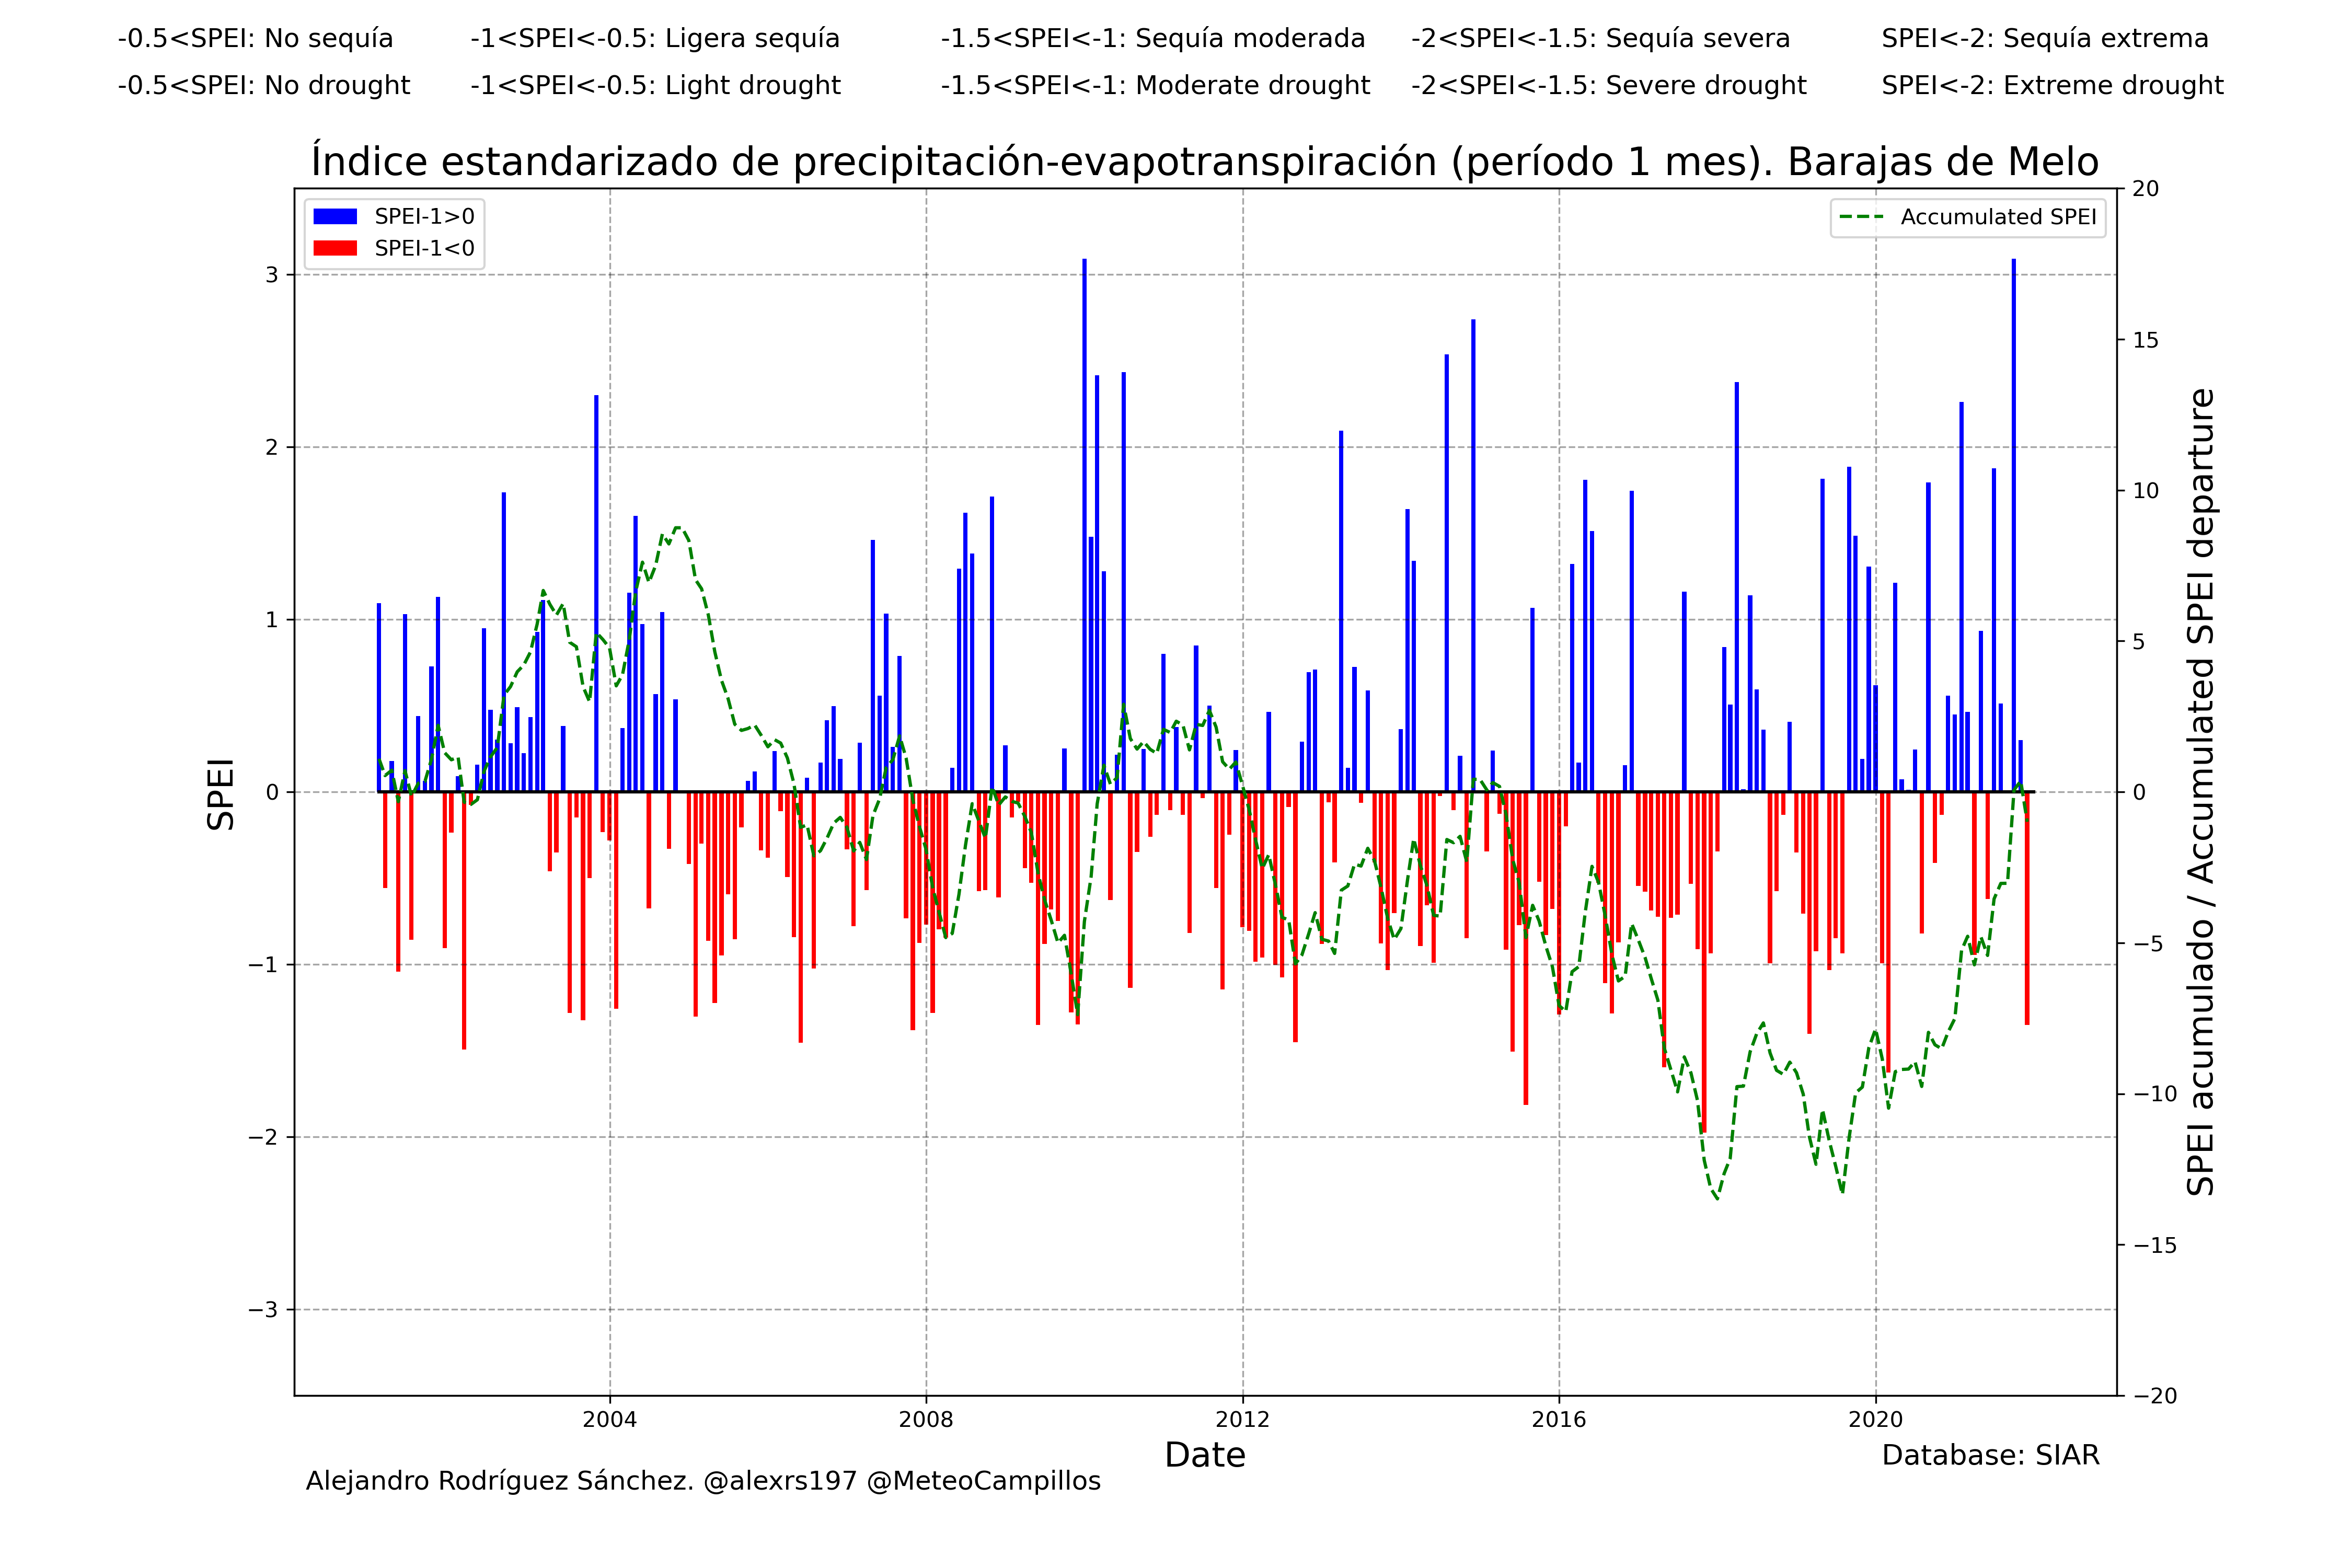 -0.5<SPEI: No sequía -1<SPEI<-0.5: Ligera sequía -1.5<SPEI<-1: Sequía moderada -2<SPEI<-1.5: Sequía severa SPEI<-2: Sequía extrema
-0.5<SPEI: No drought -1<SPEI<-0.5: Light drought -1.5<SPEI<-1: Moderate drought -2<SPEI<-1.5: Severe drought SPEI<-2: Extreme drought
Índice estandarizado de precipitación-evapotranspiración (período 1 mes). Barajas de Melo
SPEI-1>0
SPEI-1<0
Accumulated SPEI
SPEI
3
2
1
0
−1
−2
−3
20
15
10
5
0
−5
−10
−15
−20
SPEI acumulado / Accumulated SPEI departure
2004 2008 2012 2016 2020
Date
Database: SIAR
Alejandro Rodríguez Sánchez. @alexrs197 @MeteoCampillos